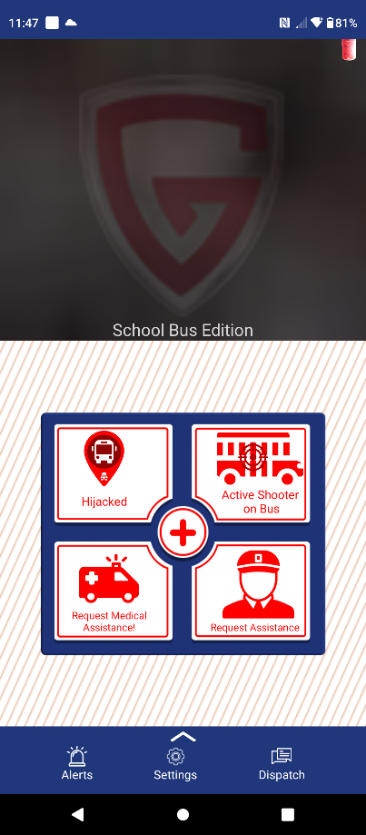 11:47
81%
School Bus Edition
Hijacked
Active Shooter
on Bus
Request Medical
Assistance!
Request Assistance
Alerts
Settings
Dispatch